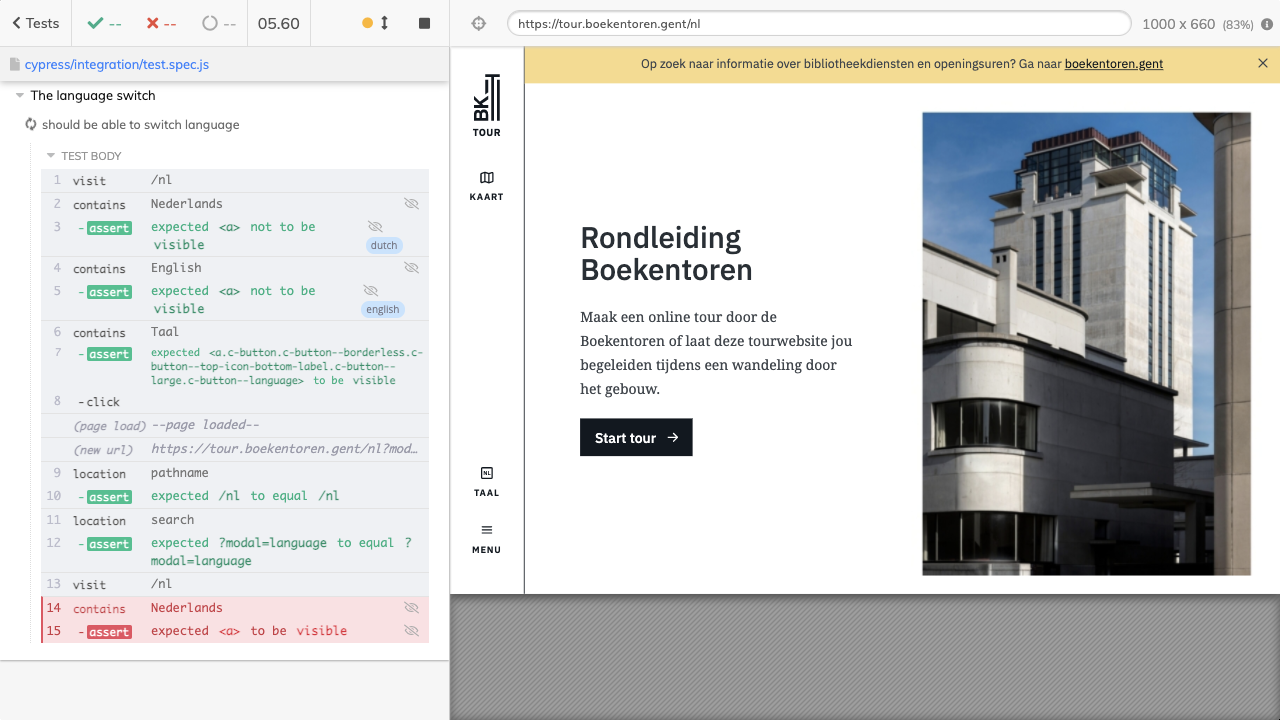 Tests
--
--
--
05.60
https://tour.boekentoren.gent/nl
1000 x 660 (83%)
cypress/integration/test.spec.js
The language switch
should be able to switch language
TEST BODY
1 visit /nl
2 contains Nederlands
3 -assert expected <a> not to be
visible
dutch
4 contains English
5 -assert expected <a> not to be
visible
english
6 contains Taal
7 -assert expected <a.c-button.c-button--borderless.c-
button--top-icon-bottom-label.c-button--
large.c-button--language> to be visible
8 -click
(page load) --page loaded--
(new url) https://tour.boekentoren.gent/nl?mod…
9 location pathname
10 -assert expected /nl to equal /nl
11 location search
12 -assert expected ?modal=language to equal ?
modal=language
13 visit /nl
14 contains Nederlands
15 -assert expected <a> to be visible
Op zoek naar informatie over bibliotheekdiensten en openingsuren? Ga naar boekentoren.gent
BK
TOUR
KAART
Rondleiding
Boekentoren
Maak een online tour door de
Boekentoren of laat deze tourwebsite jou
begeleiden tijdens een wandeling door
het gebouw.
Start tour
NL
TAAL
MENU